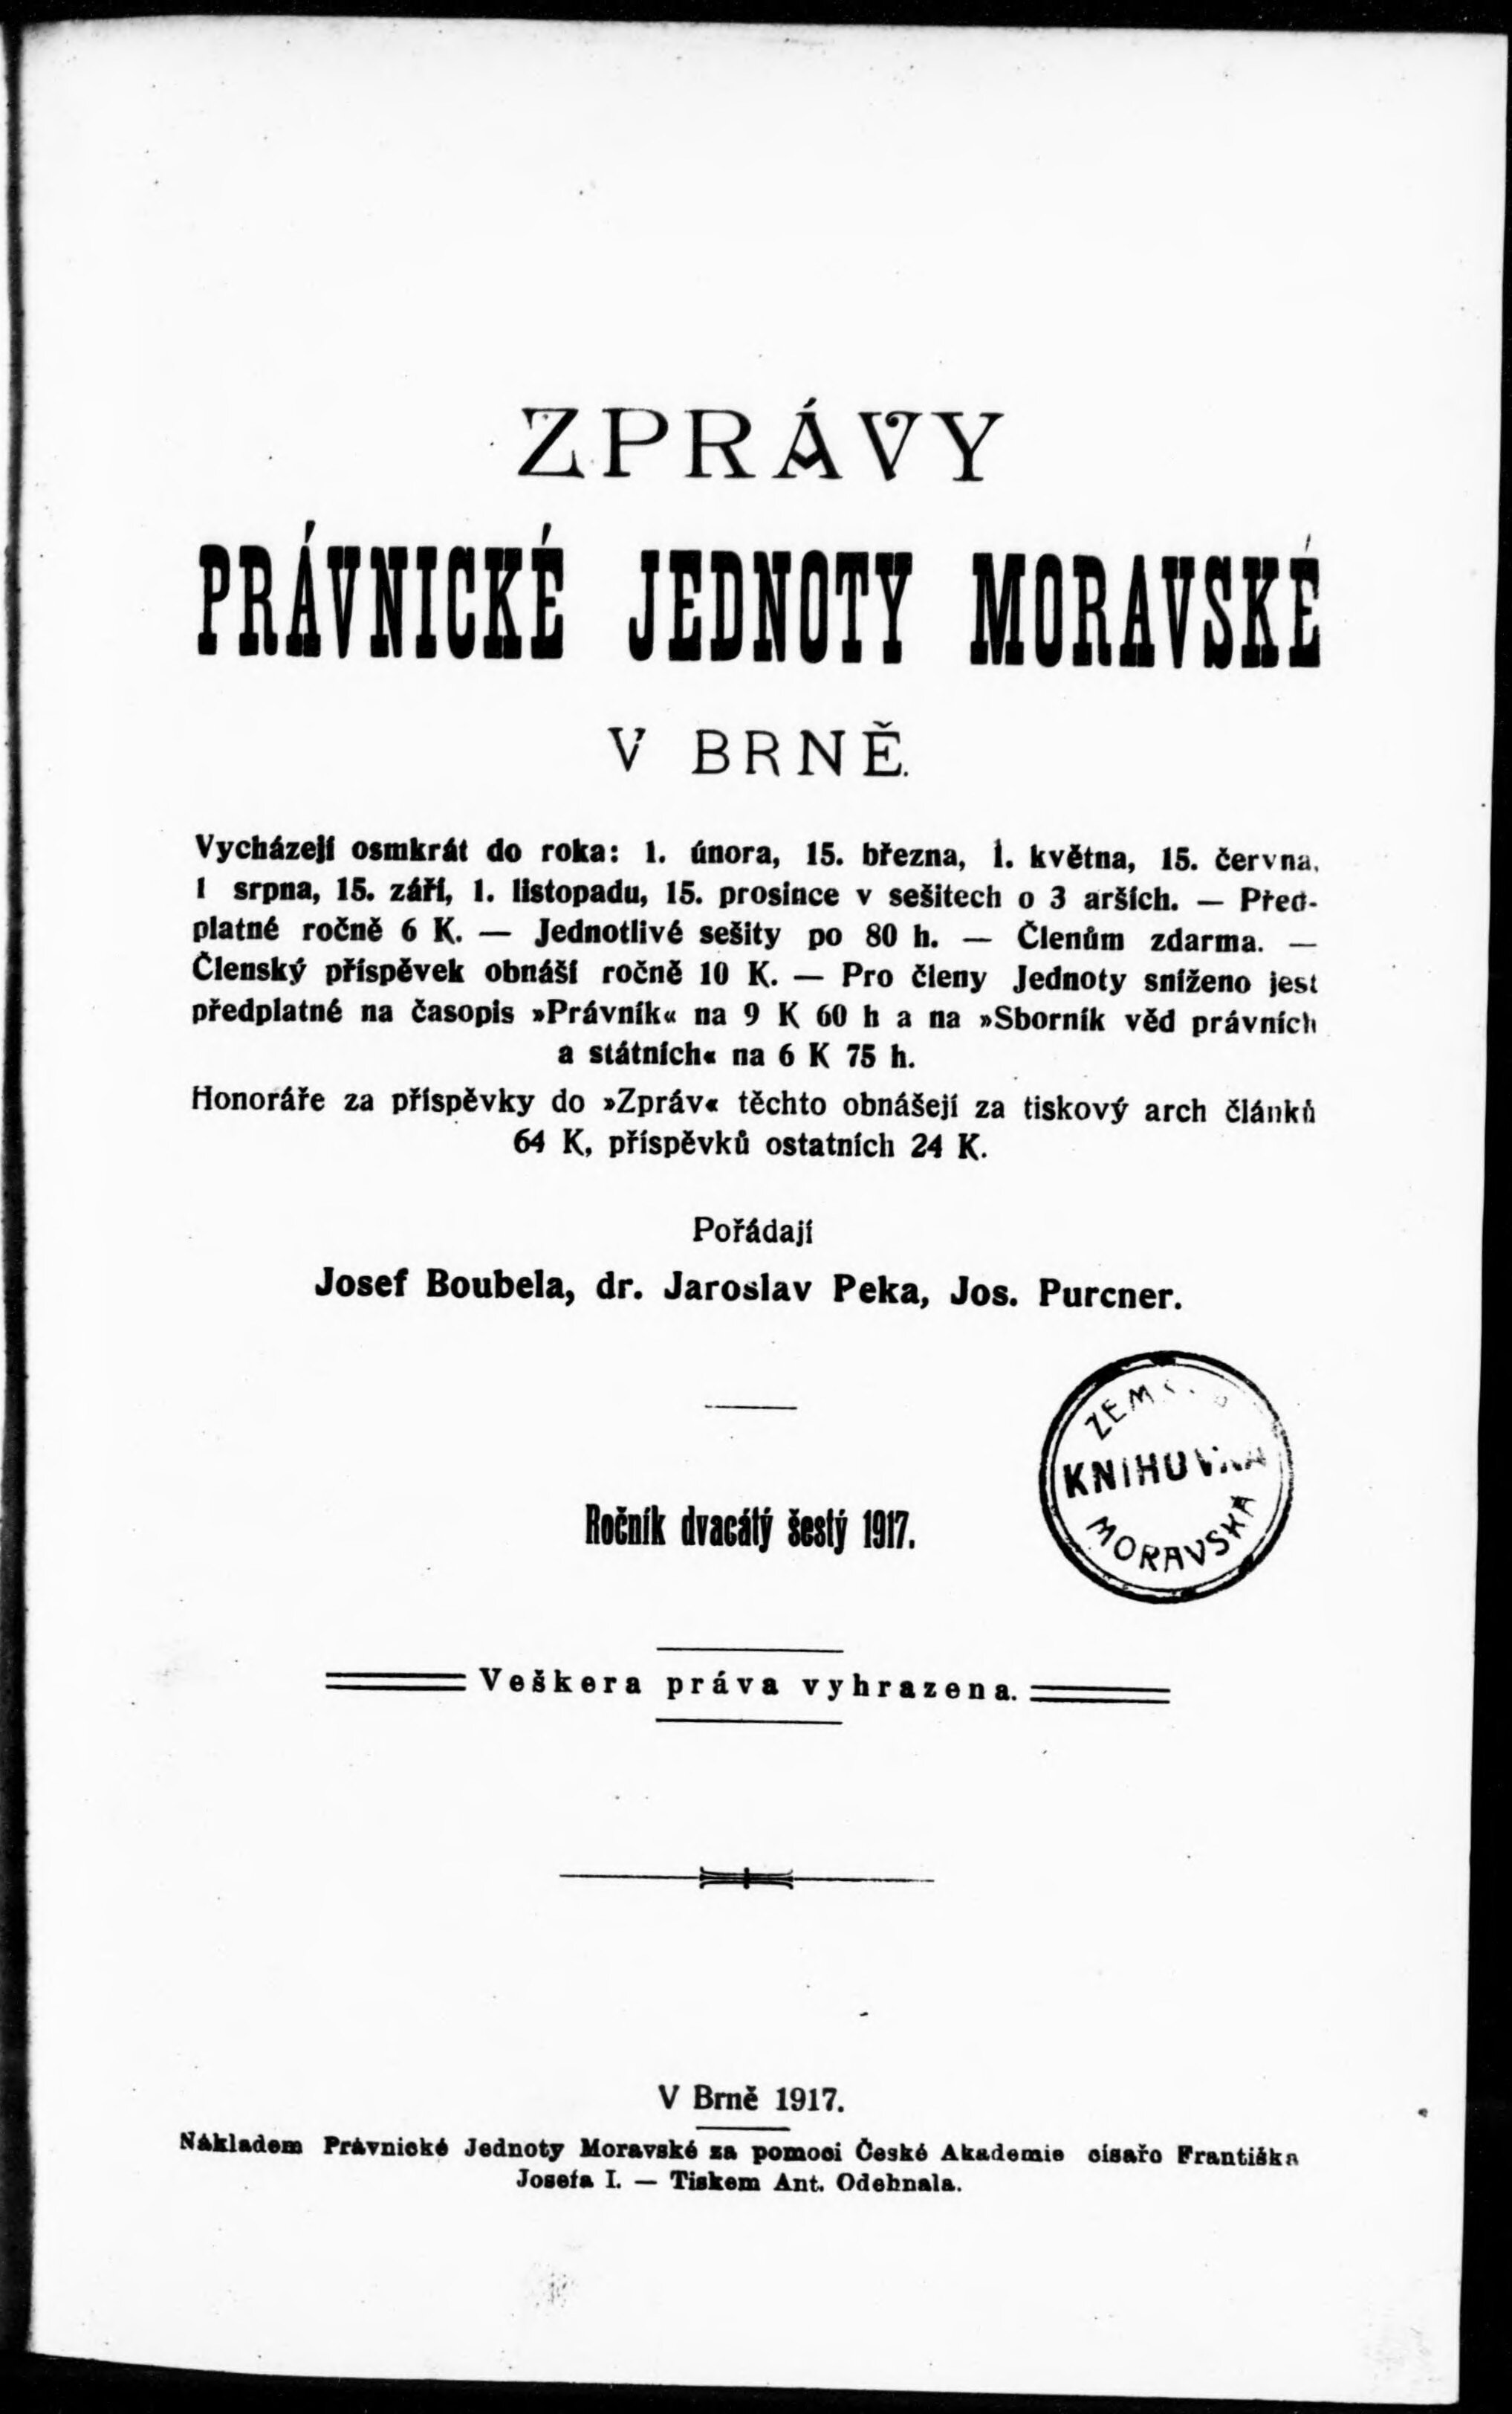 ZPRÁVY
PRÁVNICKÉ JEDNOTY MORAVSKÉ
V BRNĚ.
Vycházejí osmkrát do roka: 1. února, 15. března, 1. května, 15. června,
1 srpna, 15. září, 1. listopadu, 15. prosince v sešitech o 3 arších. — Před-
platné ročně 6 K. — Jednotlivé sešity po 80 h. — Členům zdarma. —
Členský příspěvek obnáší ročně 10 K. — Pro členy Jednoty sníženo jest
předplatné na časopis »Právník« na 9 K 60 h a na »Sborník věd právních
a státních« na 6 K 75 h.
Honoráře za příspěvky do »Zpráv« těchto obnášejí za tiskový arch článků
64 K, příspěvků ostatních 24 K.
Pořádají
Josef Boubela, dr. Jaroslav Peka, Jos. Purcner.
KNIHOVNA
MORAVSKÁ
Ročník dvacátý šestý 1917.
Veškera práva vyhrazena.
V Brně 1917.
Nákladem Právnické Jednoty Moravské za pomoci České Akademie císaře Františka
Josefa I. — Tiskem Ant. Odehnala.